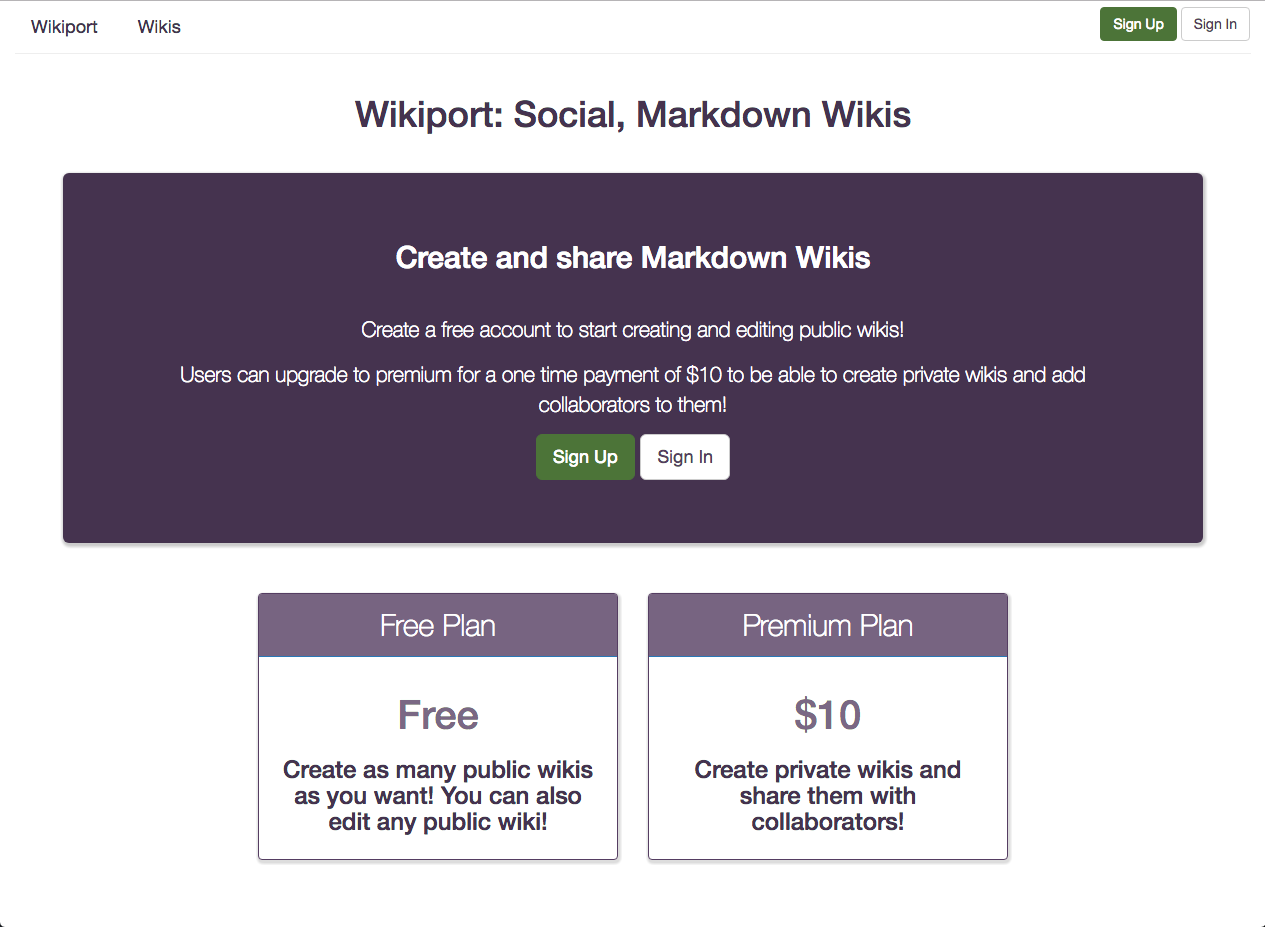 Wikiport Wikis Sign Up Sign In
Wikiport: Social, Markdown Wikis
Create and share Markdown Wikis
Create a free account to start creating and editing public wikis!
Users can upgrade to premium for a one time payment of $10 to be able to create private wikis and add
collaborators to them!
Sign Up Sign In
Free Plan
Free
Create as many public wikis
as you want! You can also
edit any public wiki!
Premium Plan
$10
Create private wikis and
share them with
collaborators!